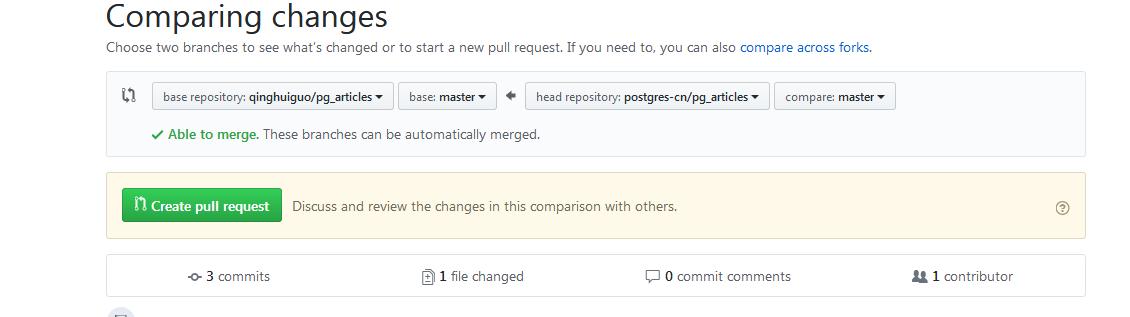 Comparing changes
Choose two branches to see what's changed or to start a new pull request. If you need to, you can also compare across forks.
base repository: qinghuiguo/pg_articles base: master head repository: postgres-cn/pg_articles compare: master
Able to merge. These branches can be automatically merged.
Create pull request Discuss and review the changes in this comparison with others.
3 commits 1 file changed 0 commit comments 1 contributor